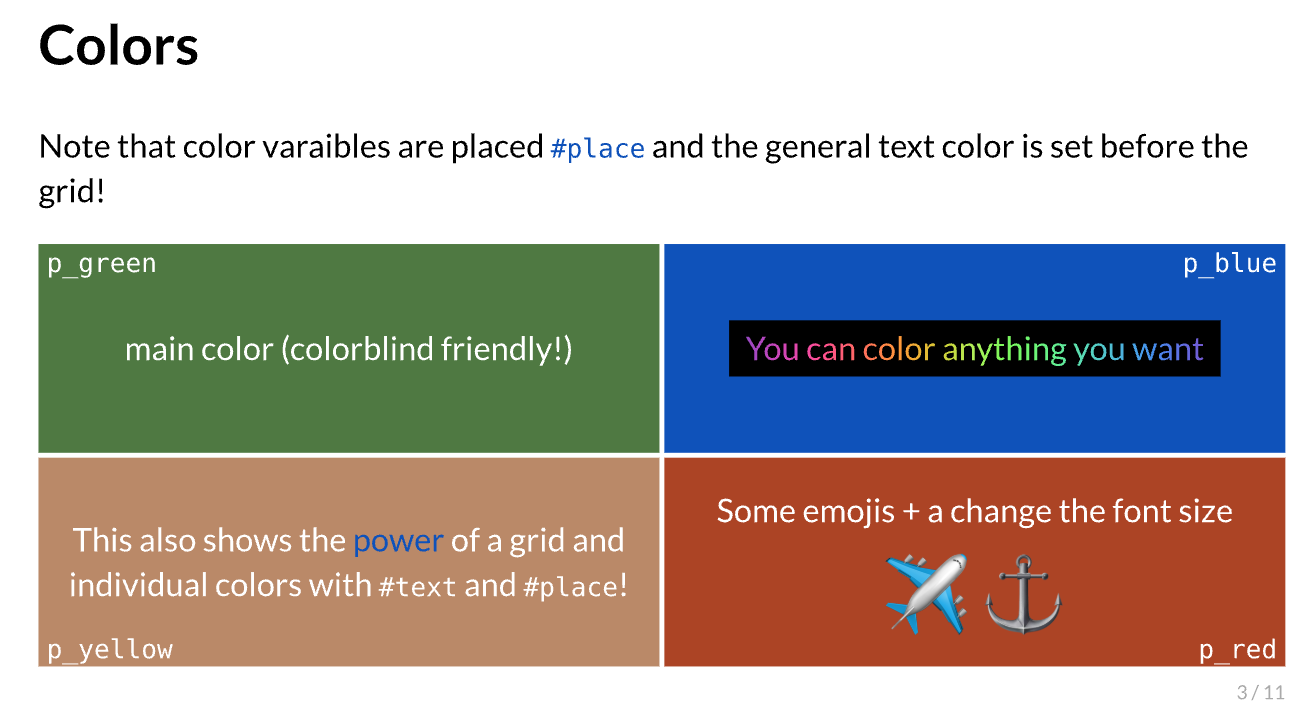 Colors
Note that color varaibles are placed #place and the general text color is set before the
grid!
p_green
main color (colorblind friendly!)
p_blue
You can color anything you want
This also shows the power of a grid and
individual colors with #text and #place!
p_yellow
Some emojis + a change the font size
p_red
3 / 11